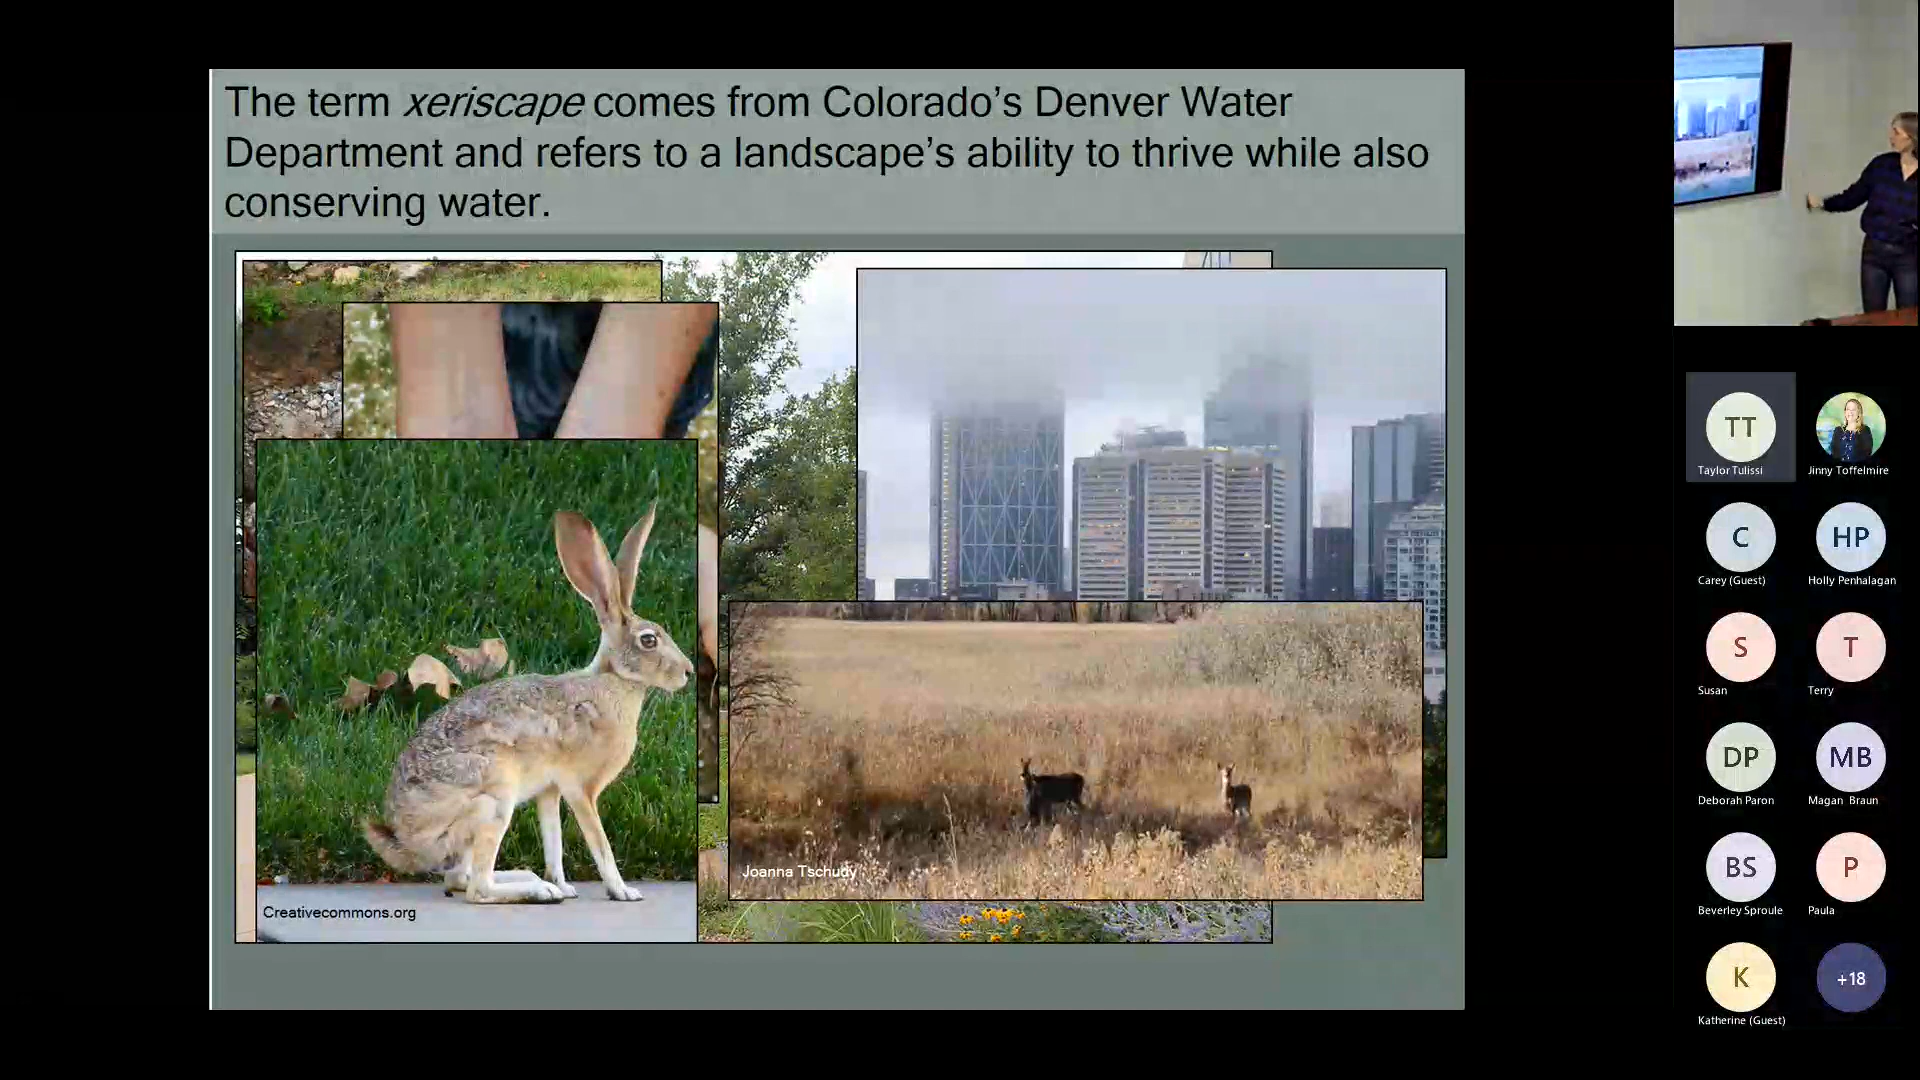 The term xeriscape comes from Colorado's Denver Water
Department and refers to a landscape's ability to thrive while also
conserving water.
Joanna Tschudy
Creativecommons.org
TT
Taylor Tulissi
Jinny Toffelmire
C
Carey (Guest)
HP
Holly Penhalagan
S
Susan
T
Terry
DP
Deborah Paron
MB
Magan Braun
BS
Beverley Sproule
P
Paula
K
Katherine (Guest)
+18